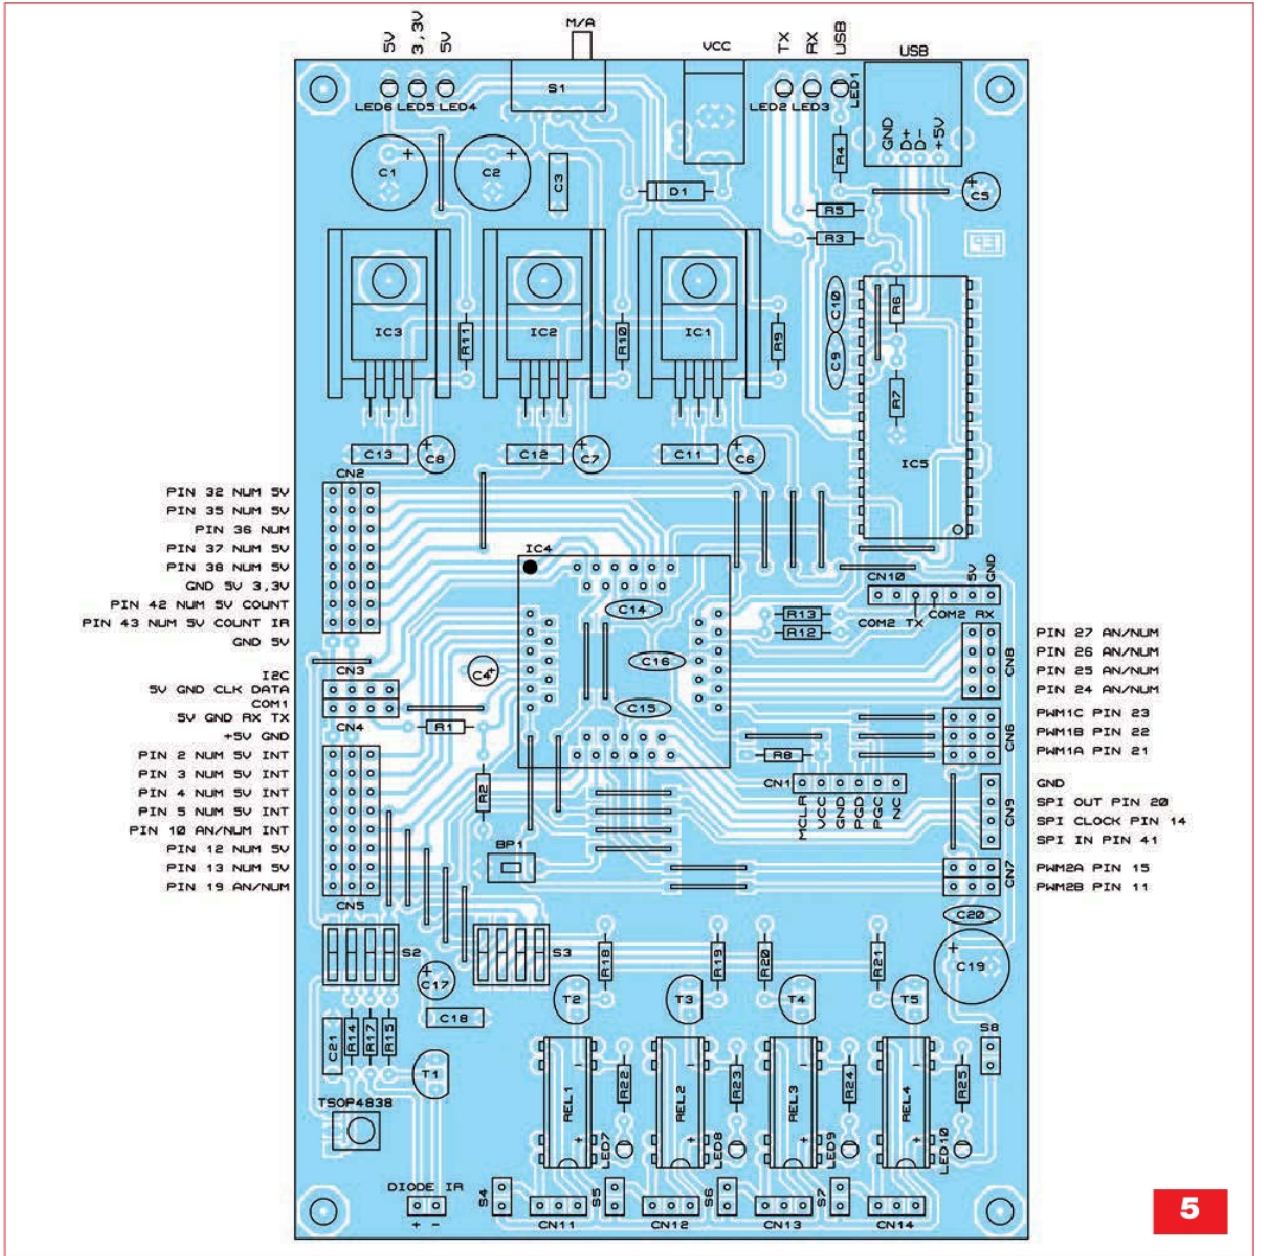 M/A
5V
3,3V
5V
VCC
TX
RX
USB
USB
LED6 LED5 LED4
S1
LED2 LED3
LED1
GND
D+
D-
+5V
R4
C1
C2
C3
D1
C5
R5
R3
IC3
R11
IC2
R10
IC1
R9
C10
C9
R6
R7
IC5
C13
C8
C12
C7
C11
C6
CN2
PIN 32 NUM 5V
PIN 35 NUM 5V
PIN 36 NUM
PIN 37 NUM 5V
PIN 38 NUM 5V
GND 5V 3,3V
PIN 42 NUM 5V COUNT
PIN 43 NUM 5V COUNT IR
GND 5V
IC4
C14
C16
C15
C4
R13
R12
CN10
5V
GND
COM2 TX
COM2 RX
CN8
PIN 27 AN/NUM
PIN 26 AN/NUM
PIN 25 AN/NUM
PIN 24 AN/NUM
I2C
CN3
5V GND CLK DATA
COM1
5V GND RX TX
CN4
+5V GND
R1
R2
PIN 2 NUM 5V INT
PIN 3 NUM 5V INT
PIN 4 NUM 5V INT
PIN 5 NUM 5V INT
PIN 10 AN/NUM INT
PIN 12 NUM 5V
PIN 13 NUM 5V
PIN 19 AN/NUM
CN5
CN6
PWM1C PIN 23
PWM1B PIN 22
PWM1A PIN 21
R8
CN1
MCLR
VCC
GND
PGD
PGC
NC
CN9
GND
SPI OUT PIN 20
SPI CLOCK PIN 14
SPI IN PIN 41
CN7
PWM2A PIN 15
PWM2B PIN 11
BP1
C20
C19
S2
S3
C17
C18
R18
R19
R20
R21
T2
T3
T4
T5
S8
C21
R14
R17
R15
T1
TSOP4838
REL1
R22
LED7
REL2
R23
LED8
REL3
R24
LED9
REL4
R25
LED10
DIODE IR
+ -
S4
CN11
S5
CN12
S6
CN13
S7
CN14
5